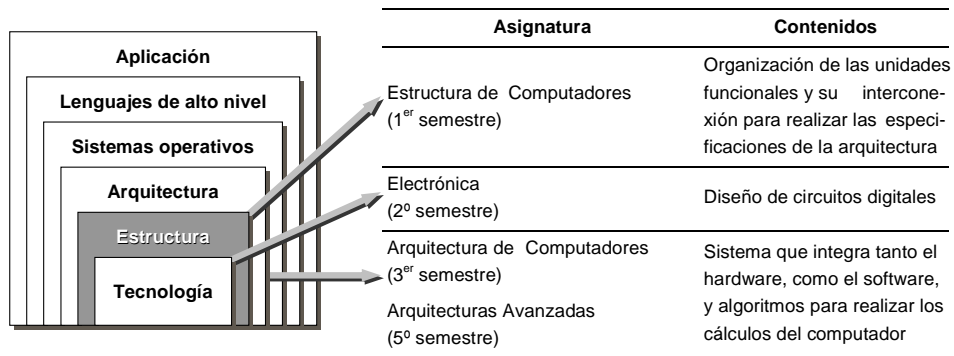 Aplicación
Lenguajes de alto nivel
Sistemas operativos
Arquitectura
Estructura
Tecnología
Asignatura Contenidos
Estructura de Computadores
(1er semestre)
Organización de las unidades
funcionales y su intercone-
xión para realizar las especi-
ficaciones de la arquitectura
Electrónica
(2º semestre)
Diseño de circuitos digitales
Arquitectura de Computadores
(3er semestre)
Arquitecturas Avanzadas
(5º semestre)
Sistema que integra tanto el
hardware, como el software,
y algoritmos para realizar los
cálculos del computador